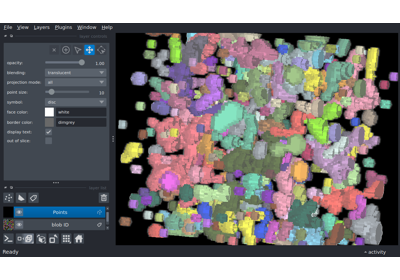 File View Layers Plugins Window Help
opacity: 1.00
blending: translucent
projection mode: all
point size: 10
symbol: disc
face color: white
border color: dimgrey
display text:
out of slice:
Points
blob ID
Ready
activity